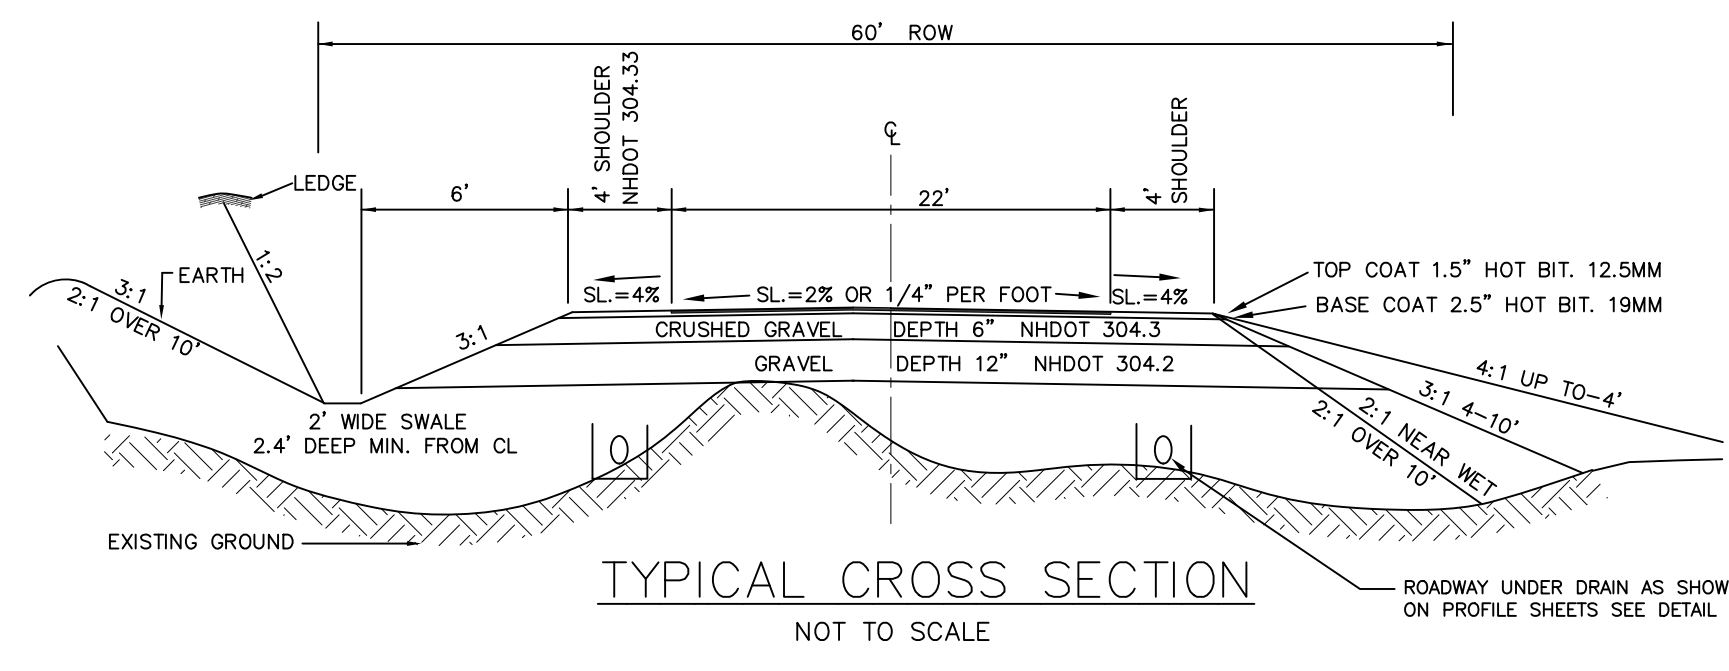 60' ROW
4' SHOULDER
NHDOT 304.33
4' SHOULDER
℄
LEDGE
6'
22'
1:2
EARTH
3:1
2:1 OVER 10'
SL.=4%
SL.=2% OR 1/4" PER FOOT
SL.=4%
TOP COAT 1.5" HOT BIT. 12.5MM
BASE COAT 2.5" HOT BIT. 19MM
3:1
CRUSHED GRAVEL DEPTH 6" NHDOT 304.3
GRAVEL DEPTH 12" NHDOT 304.2
4:1 UP TO-4'
3:1 4-10'
2:1 NEAR WET
2:1 OVER 10'
2' WIDE SWALE
2.4' DEEP MIN. FROM CL
EXISTING GROUND
TYPICAL CROSS SECTION
NOT TO SCALE
ROADWAY UNDER DRAIN AS SHOW
ON PROFILE SHEETS SEE DETAIL